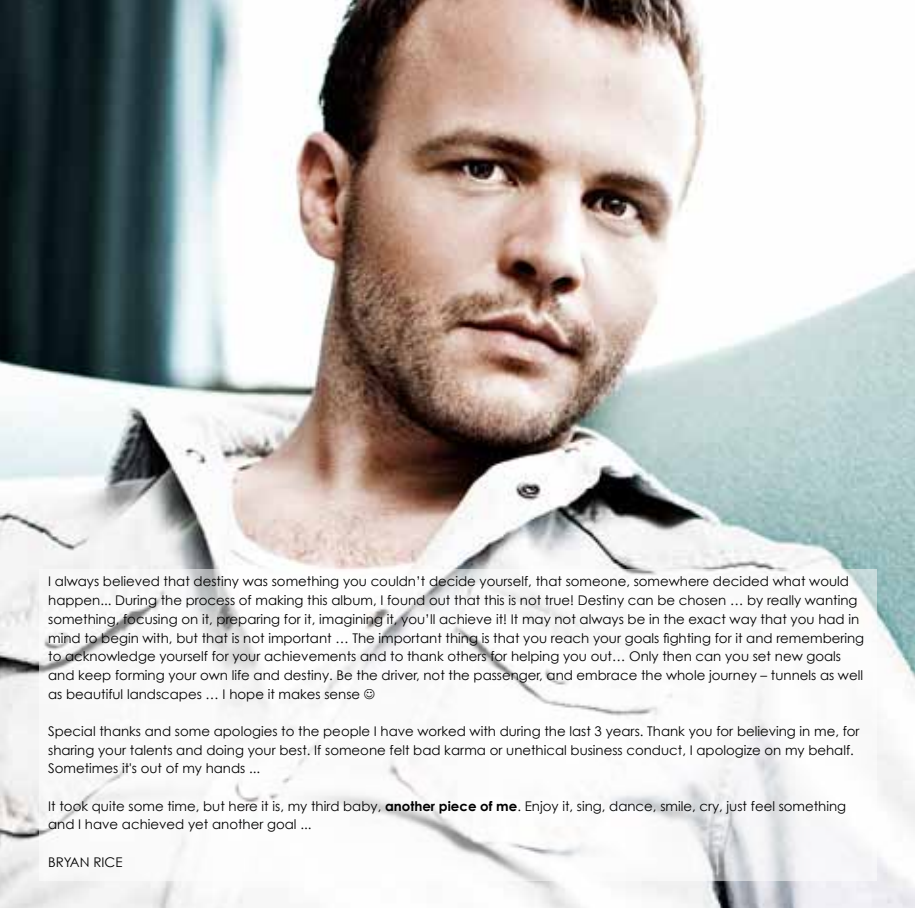 I always believed that destiny was something you couldn't decide yourself, that someone, somewhere decided what would
happen... During the process of making this album, I found out that this is not true! Destiny can be chosen … by really wanting
something, focusing on it, preparing for it, imagining it, you'll achieve it! It may not always be in the exact way that you had in
mind to begin with, but that is not important … The important thing is that you reach your goals fighting for it and remembering
to acknowledge yourself for your achievements and to thank others for helping you out… Only then can you set new goals
and keep forming your own life and destiny. Be the driver, not the passenger, and embrace the whole journey – tunnels as well
as beautiful landscapes … I hope it makes sense ☺
Special thanks and some apologies to the people I have worked with during the last 3 years. Thank you for believing in me, for
sharing your talents and doing your best. If someone felt bad karma or unethical business conduct, I apologize on my behalf.
Sometimes it's out of my hands ...
It took quite some time, but here it is, my third baby, another piece of me. Enjoy it, sing, dance, smile, cry, just feel something
and I have achieved yet another goal ...
BRYAN RICE